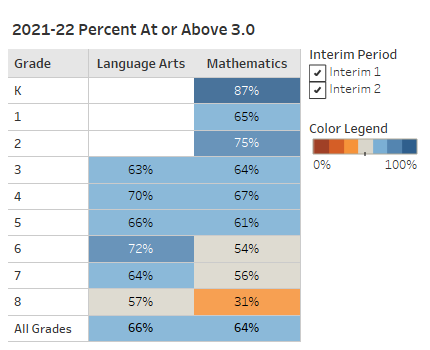 2021-22 Percent At or Above 3.0
Grade Language Arts Mathematics
K 87%
1 65%
2 75%
3 63% 64%
4 70% 67%
5 66% 61%
6 72% 54%
7 64% 56%
8 57% 31%
All Grades 66% 64%
Interim Period
Interim 1
Interim 2
Color Legend
0% 100%